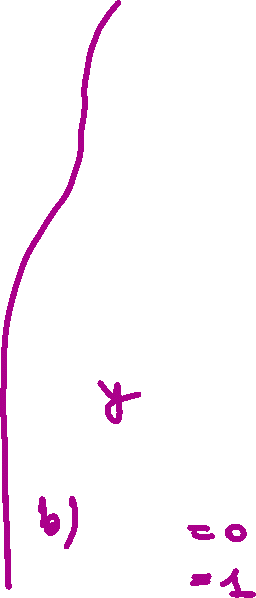 y
b)
= 0
= 1